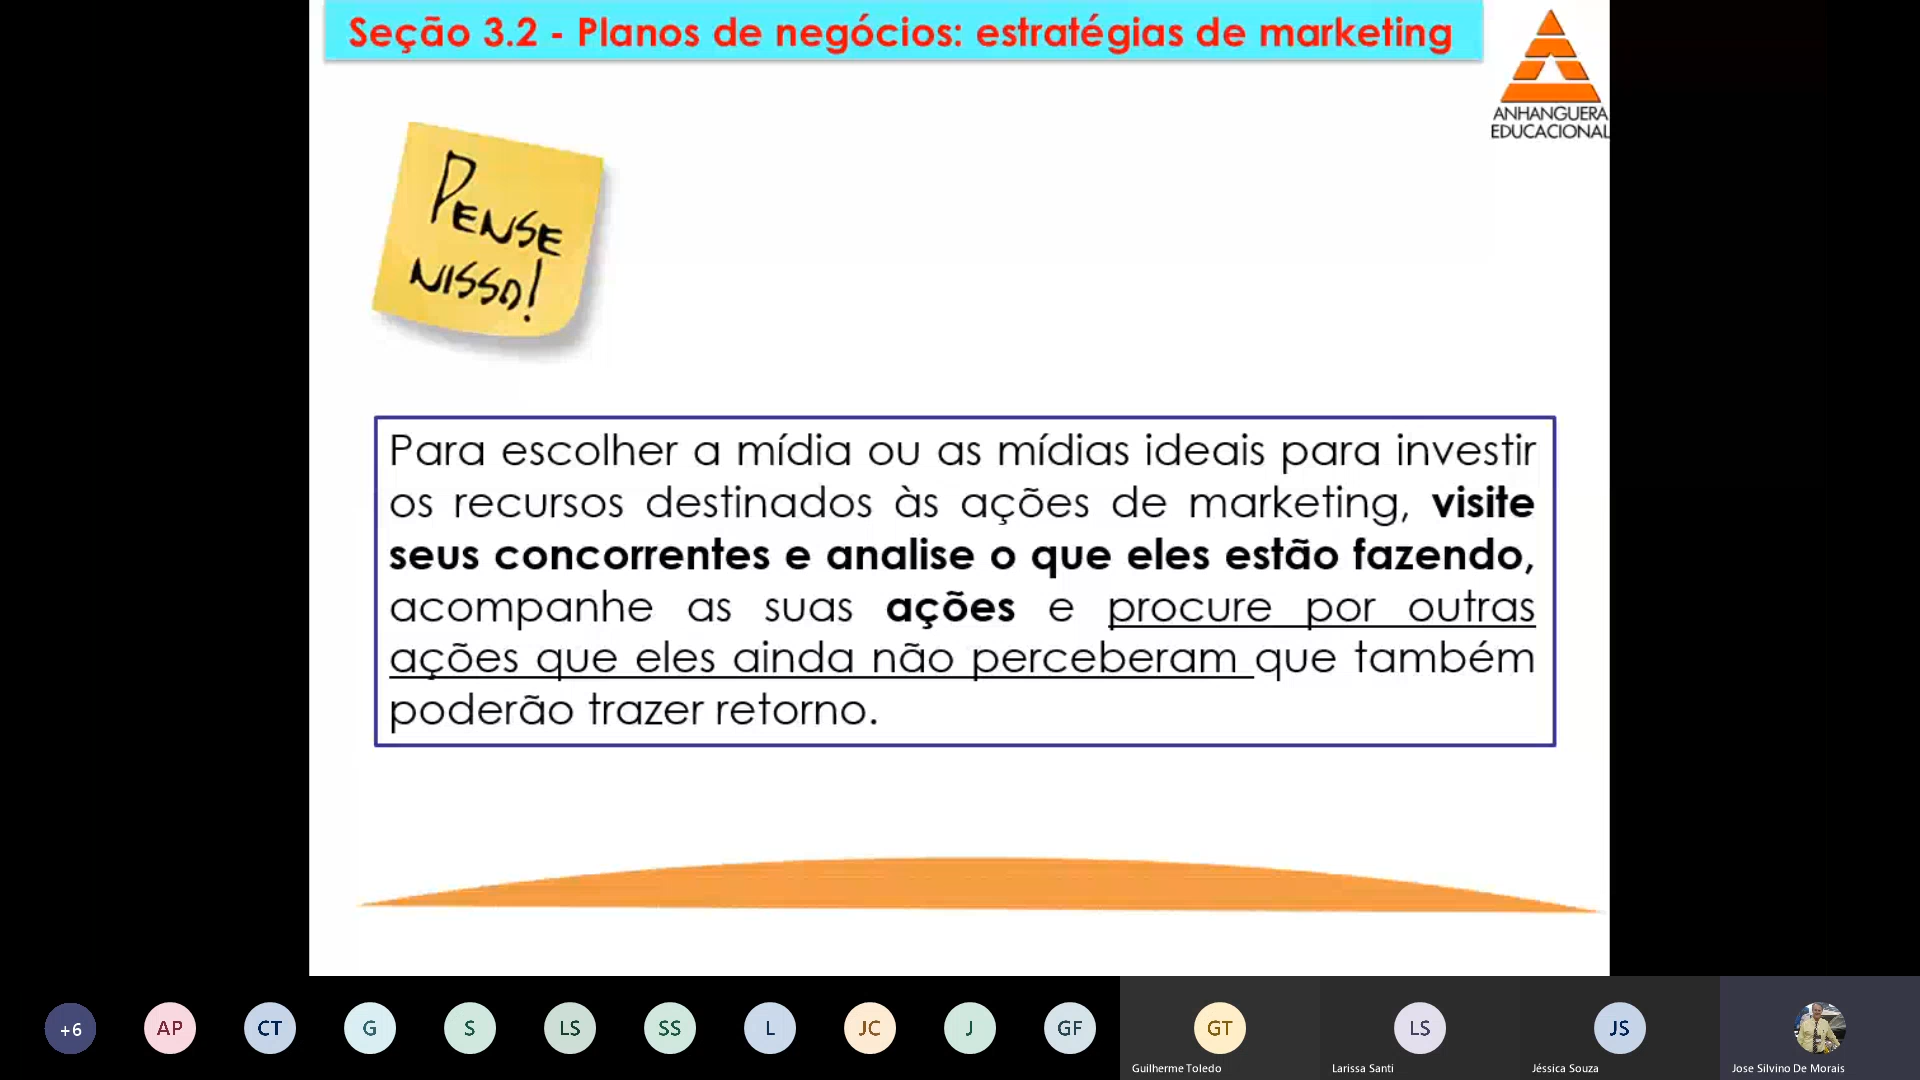 Seção 3.2 - Planos de negócios: estratégias de marketing
ANHANGUERA
EDUCACIONAL
PENSE
NISSO!
Para escolher a mídia ou as mídias ideais para investir
os recursos destinados às ações de marketing, visite
seus concorrentes e analise o que eles estão fazendo,
acompanhe as suas ações e procure por outras
ações que eles ainda não perceberam que também
poderão trazer retorno.
+6
AP
CT
G
S
LS
SS
L
JC
J
GF
GT
LS
JS
Guilherme Toledo
Larissa Santi
Jéssica Souza
Jose Silvino De Morais